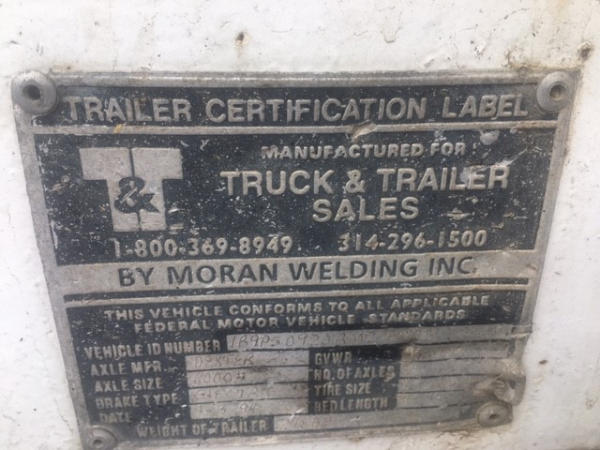 TRAILER CERTIFICATION LABEL
T&T
MANUFACTURED FOR
TRUCK & TRAILER
SALES
1-800-369-8949 314-296-1500
BY MORAN WELDING INC.
THIS VEHICLE CONFORMS TO ALL APPLICABLE
FEDERAL MOTOR VEHICLE STANDARDS
VEHICLE ID NUMBER
AXLE MFR. GVWR
AXLE SIZE NO. OF AXLES
BRAKE TYPE TIRE SIZE
DATE BED LENGTH
WEIGHT OF TRAILER